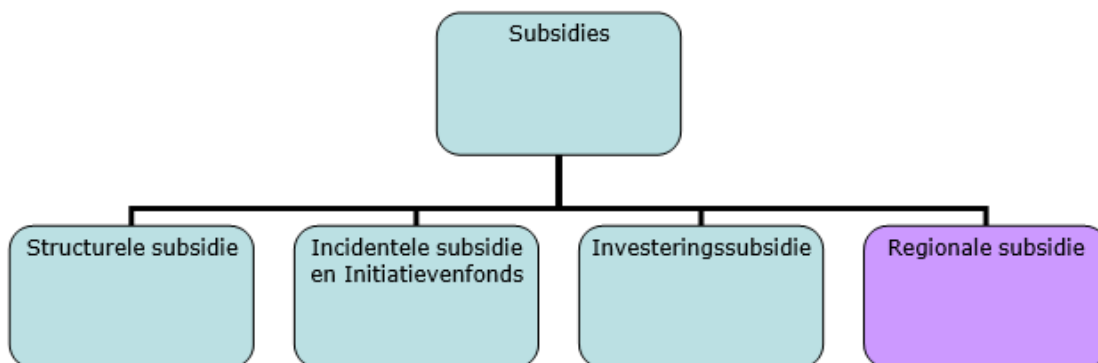 Subsidies
Structurele subsidie
Incidentele subsidie
en Initiatievenfonds
Investeringssubsidie
Regionale subsidie